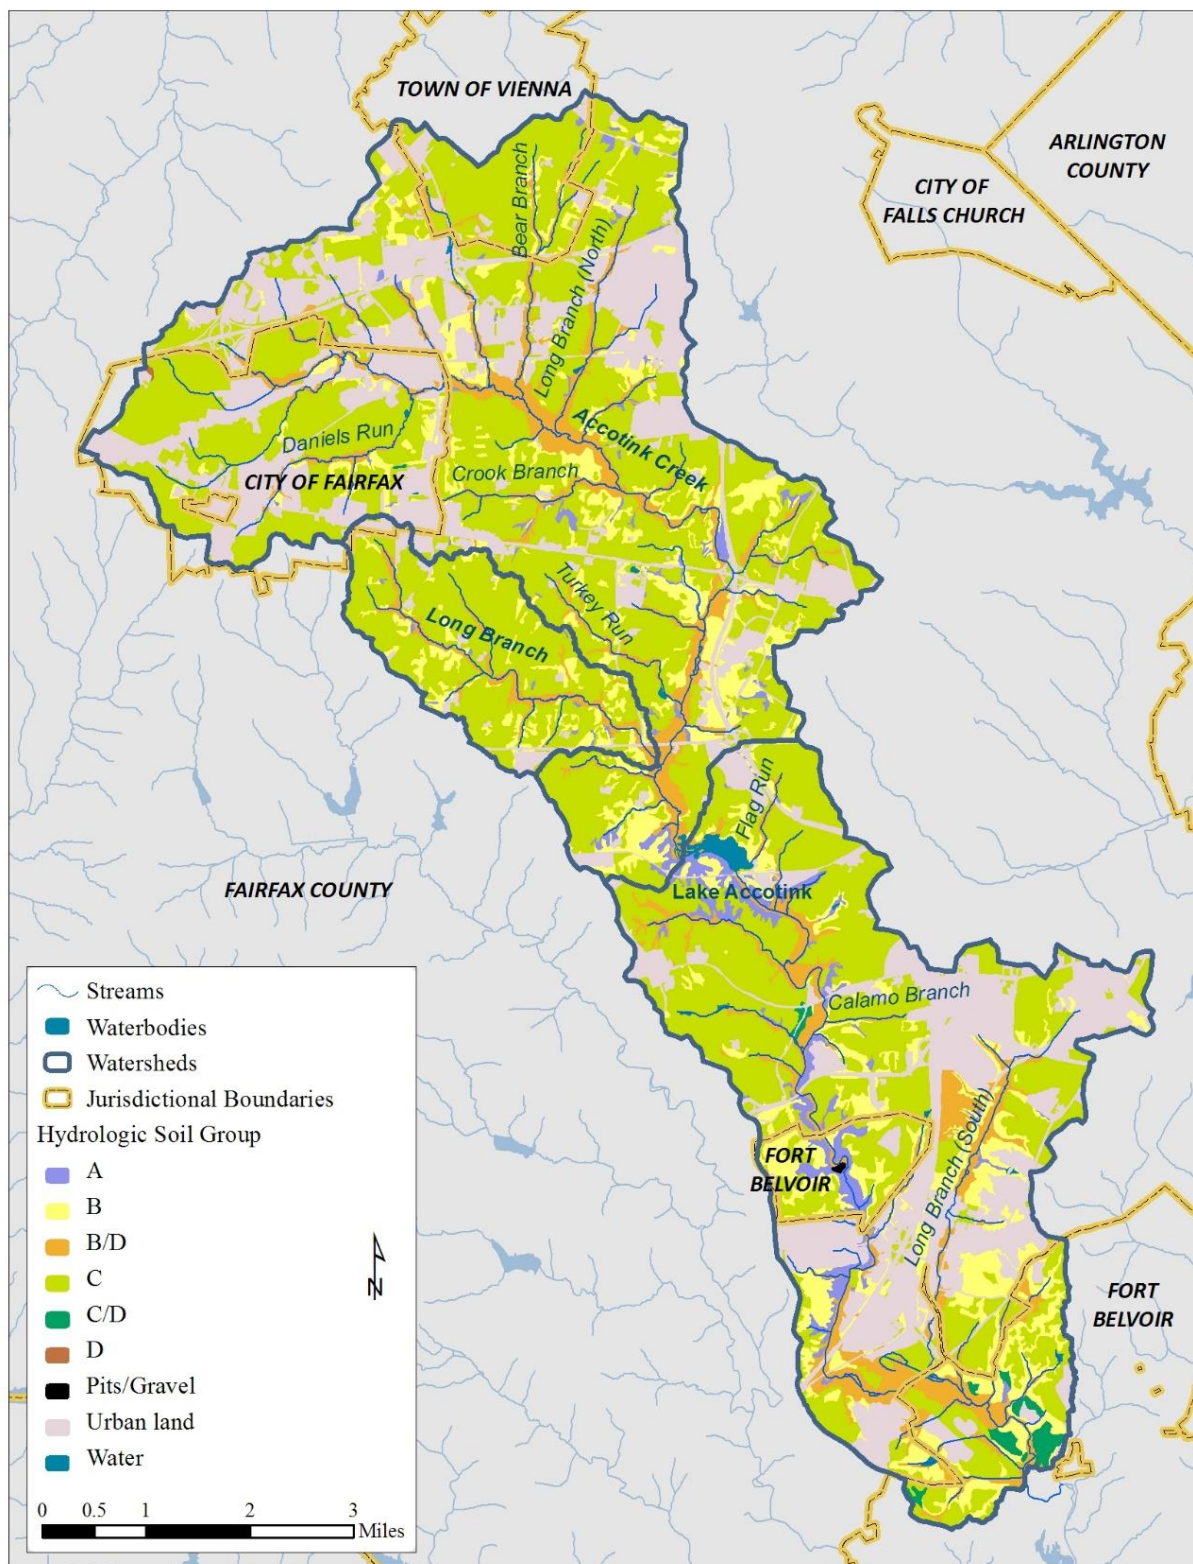 TOWN OF VIENNA
ARLINGTON
COUNTY
CITY OF
FALLS CHURCH
Bear Branch
Long Branch (North)
Accotink Creek
Daniels Run
Crook Branch
CITY OF FAIRFAX
Turkey Run
Long Branch
Flag Run
FAIRFAX COUNTY
Lake Accotink
Calamo Branch
Long Branch (South)
FORT
BELVOIR
FORT
BELVOIR
Streams
Waterbodies
Watersheds
Jurisdictional Boundaries
Hydrologic Soil Group
A
B
B/D
C
C/D
D
Pits/Gravel
Urban land
Water
N
0 0.5 1 2 3
Miles